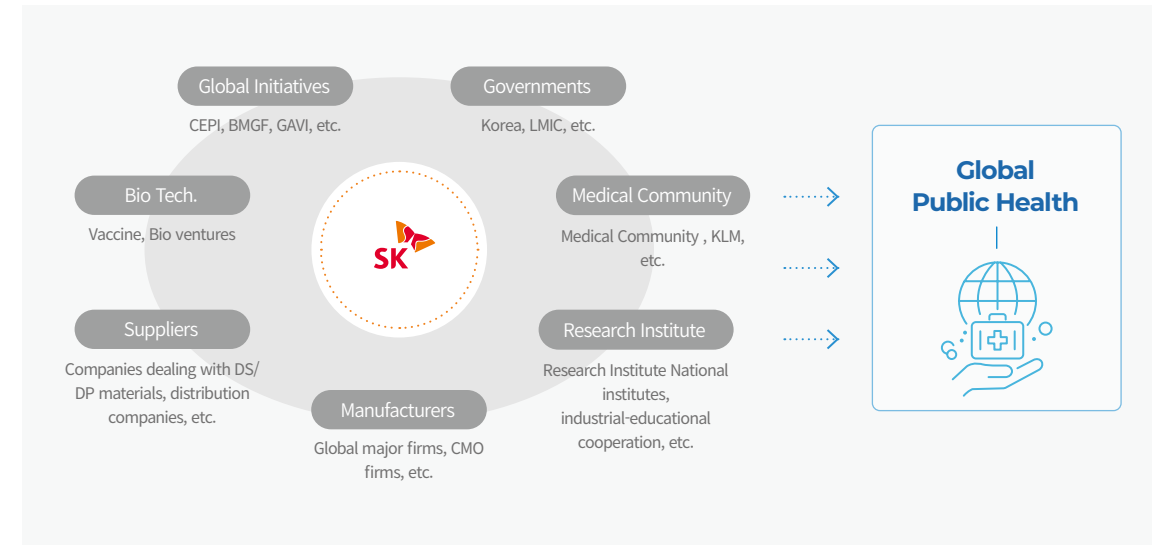 Global Initiatives
CEPI, BMGF, GAVI, etc.
Governments
Korea, LMIC, etc.
Bio Tech.
Vaccine, Bio ventures
Medical Community
Medical Community , KLM,
etc.
SK
Suppliers
Companies dealing with DS/
DP materials, distribution
companies, etc.
Research Institute
Research Institute National
institutes,
industrial-educational
cooperation, etc.
Manufacturers
Global major firms, CMO
firms, etc.
Global
Public Health